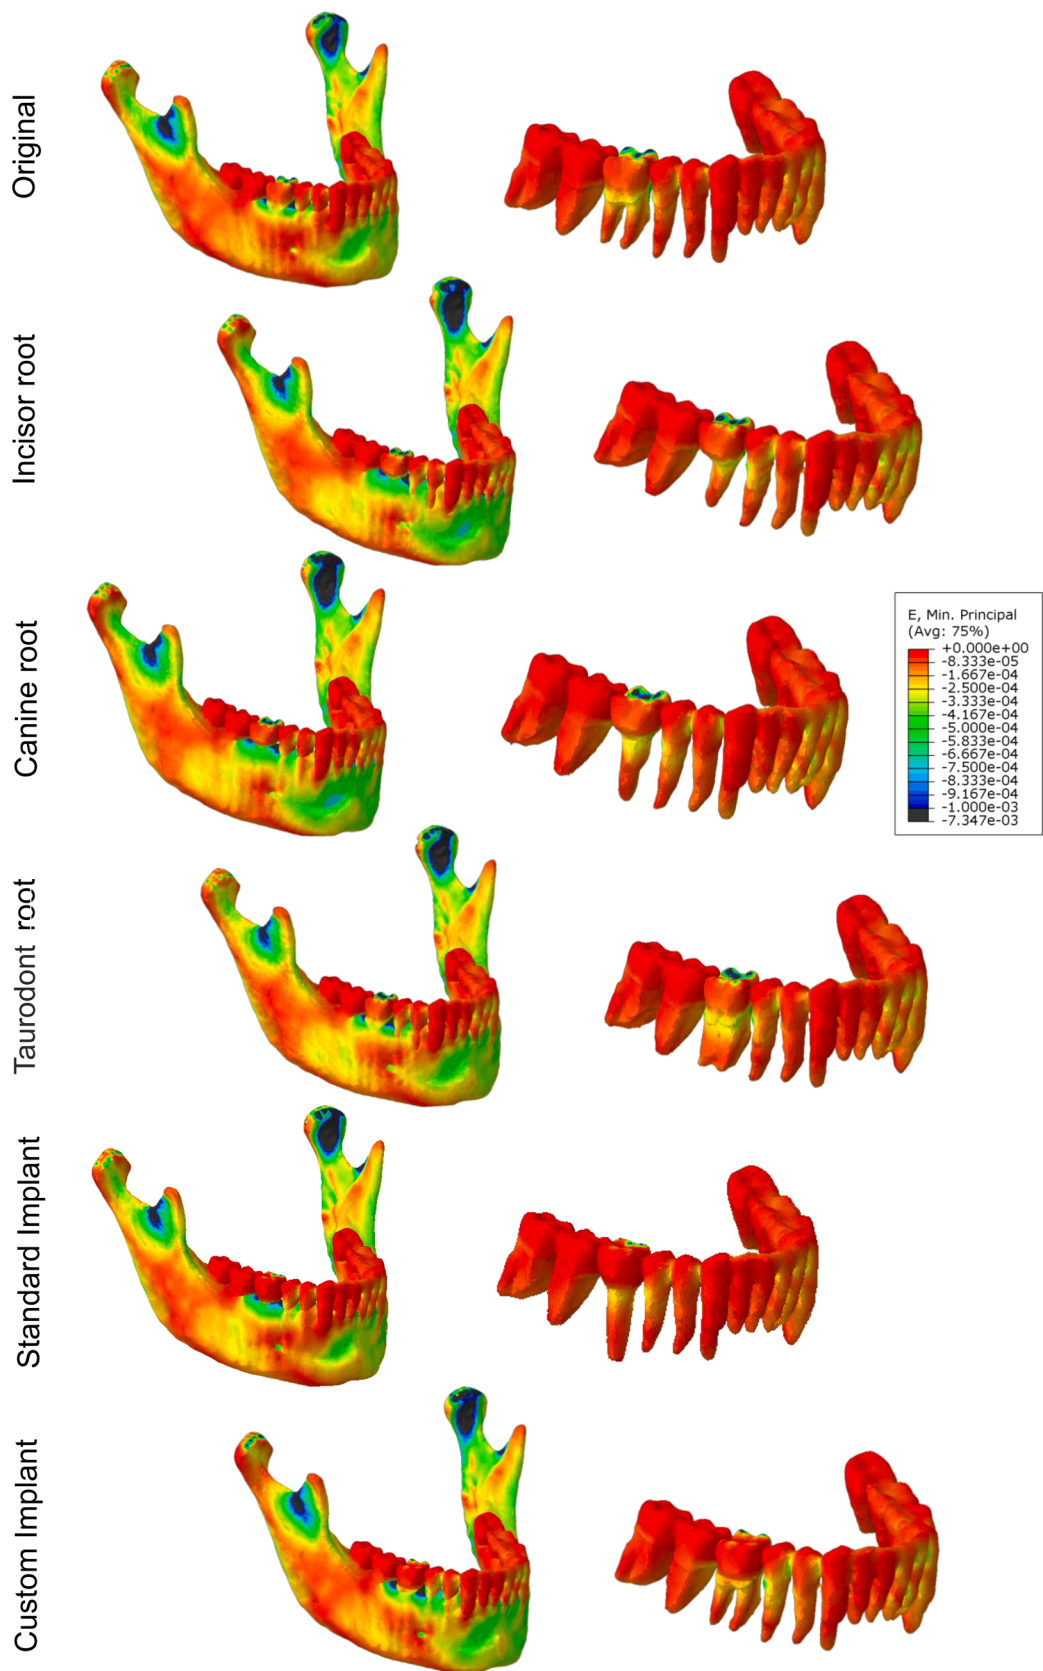 Original
Incisor root
Canine root
E, Min. Principal
(Avg: 75%)
+0.000e+00
-8.333e-05
-1.667e-04
-2.500e-04
-3.333e-04
-4.167e-04
-5.000e-04
-5.833e-04
-6.667e-04
-7.500e-04
-8.333e-04
-9.167e-04
-1.000e-03
-7.347e-03
Taurodont root
Standard Implant
Custom Implant